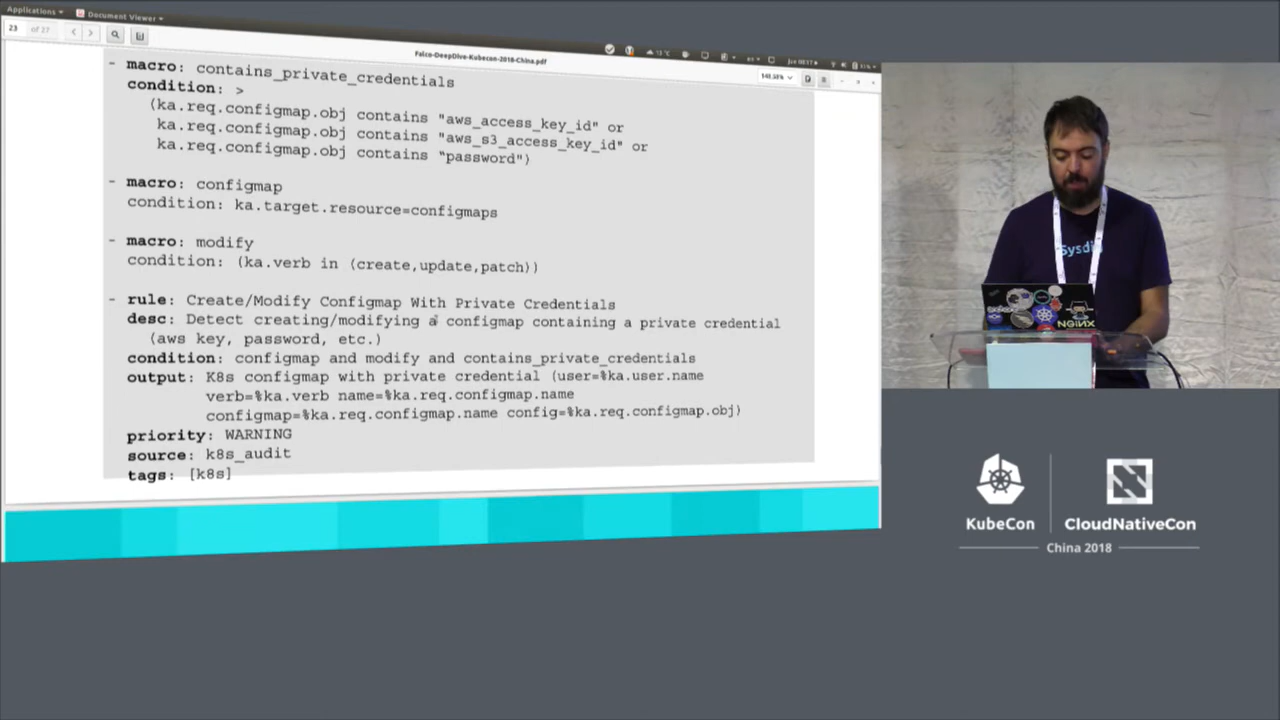 Applications
Document Viewer
23 of 27
Falco-DeepDive-Kubecon-2018-China.pdf
13 °C
- macro: contains_private_credentials
condition: >
(ka.req.configmap.obj contains "aws_access_key_id" or
ka.req.configmap.obj contains "aws_s3_access_key_id" or
ka.req.configmap.obj contains "password")
- macro: configmap
condition: ka.target.resource=configmaps
- macro: modify
condition: (ka.verb in (create,update,patch))
- rule: Create/Modify Configmap With Private Credentials
desc: Detect creating/modifying a configmap containing a private credential
(aws key, password, etc.)
condition: configmap and modify and contains_private_credentials
output: K8s configmap with private credential (user=%ka.user.name
verb=%ka.verb name=%ka.req.configmap.name
configmap=%ka.req.configmap.name config=%ka.req.configmap.obj)
priority: WARNING
source: k8s_audit
tags: [k8s]
Sysdi
NGINX
KubeCon
CloudNativeCon
China 2018